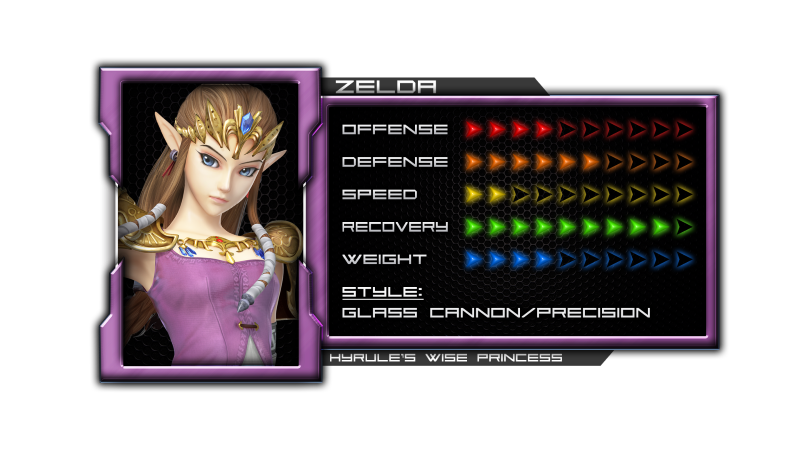 ZELDA
OFFENSE
DEFENSE
SPEED
RECOVERY
WEIGHT
STYLE:
GLASS CANNON/PRECISION
HYRULE'S WISE PRINCESS